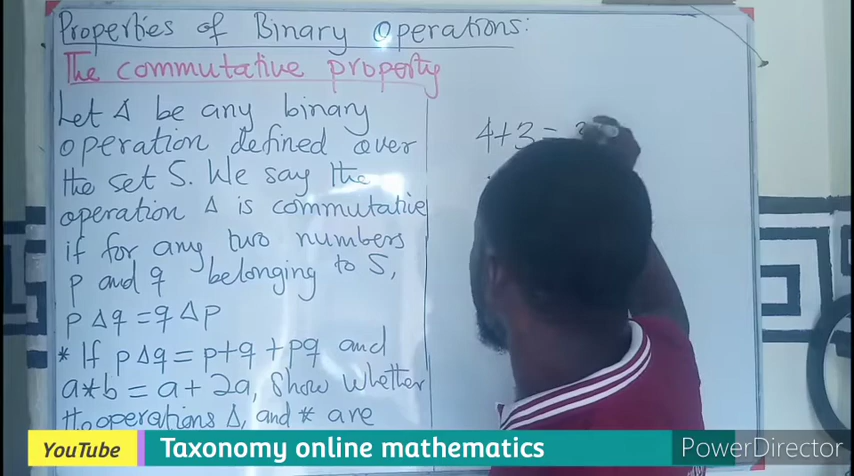 Properties of Binary Operations:
The commutative property
Let Δ be any binary
operation defined over
the set S. We say the
operation Δ is commutative
if for any two numbers
p and q belonging to S,
p Δ q = q Δ p
* If p Δ q = p + q + pq and
a * b = a + 2a, Show whether
operations Δ, and * are
4+3=
YouTube
Taxonomy online mathematics
PowerDirector